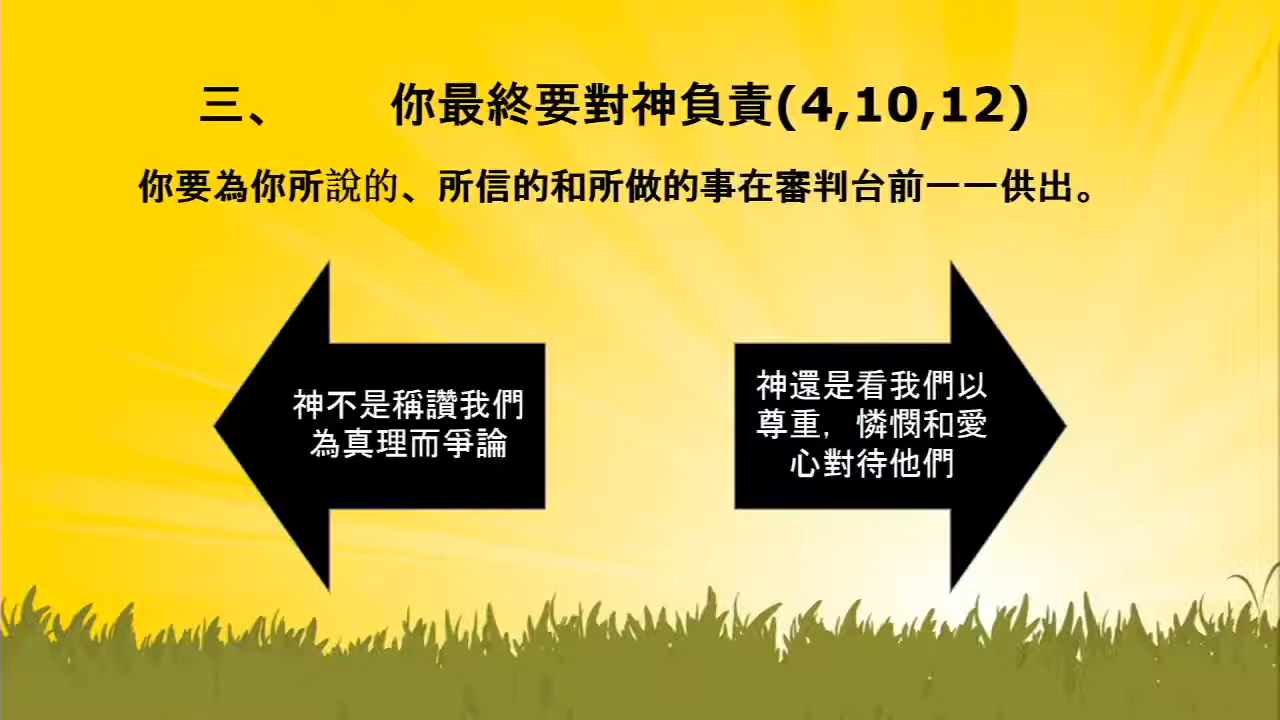 三、 你最終要對神負責(4,10,12)
你要為你所說的、所信的和所做的事在審判台前一一供出。
神不是稱讚我們
為真理而爭論
神還是看我們以
尊重，憐憫和愛
心對待他們